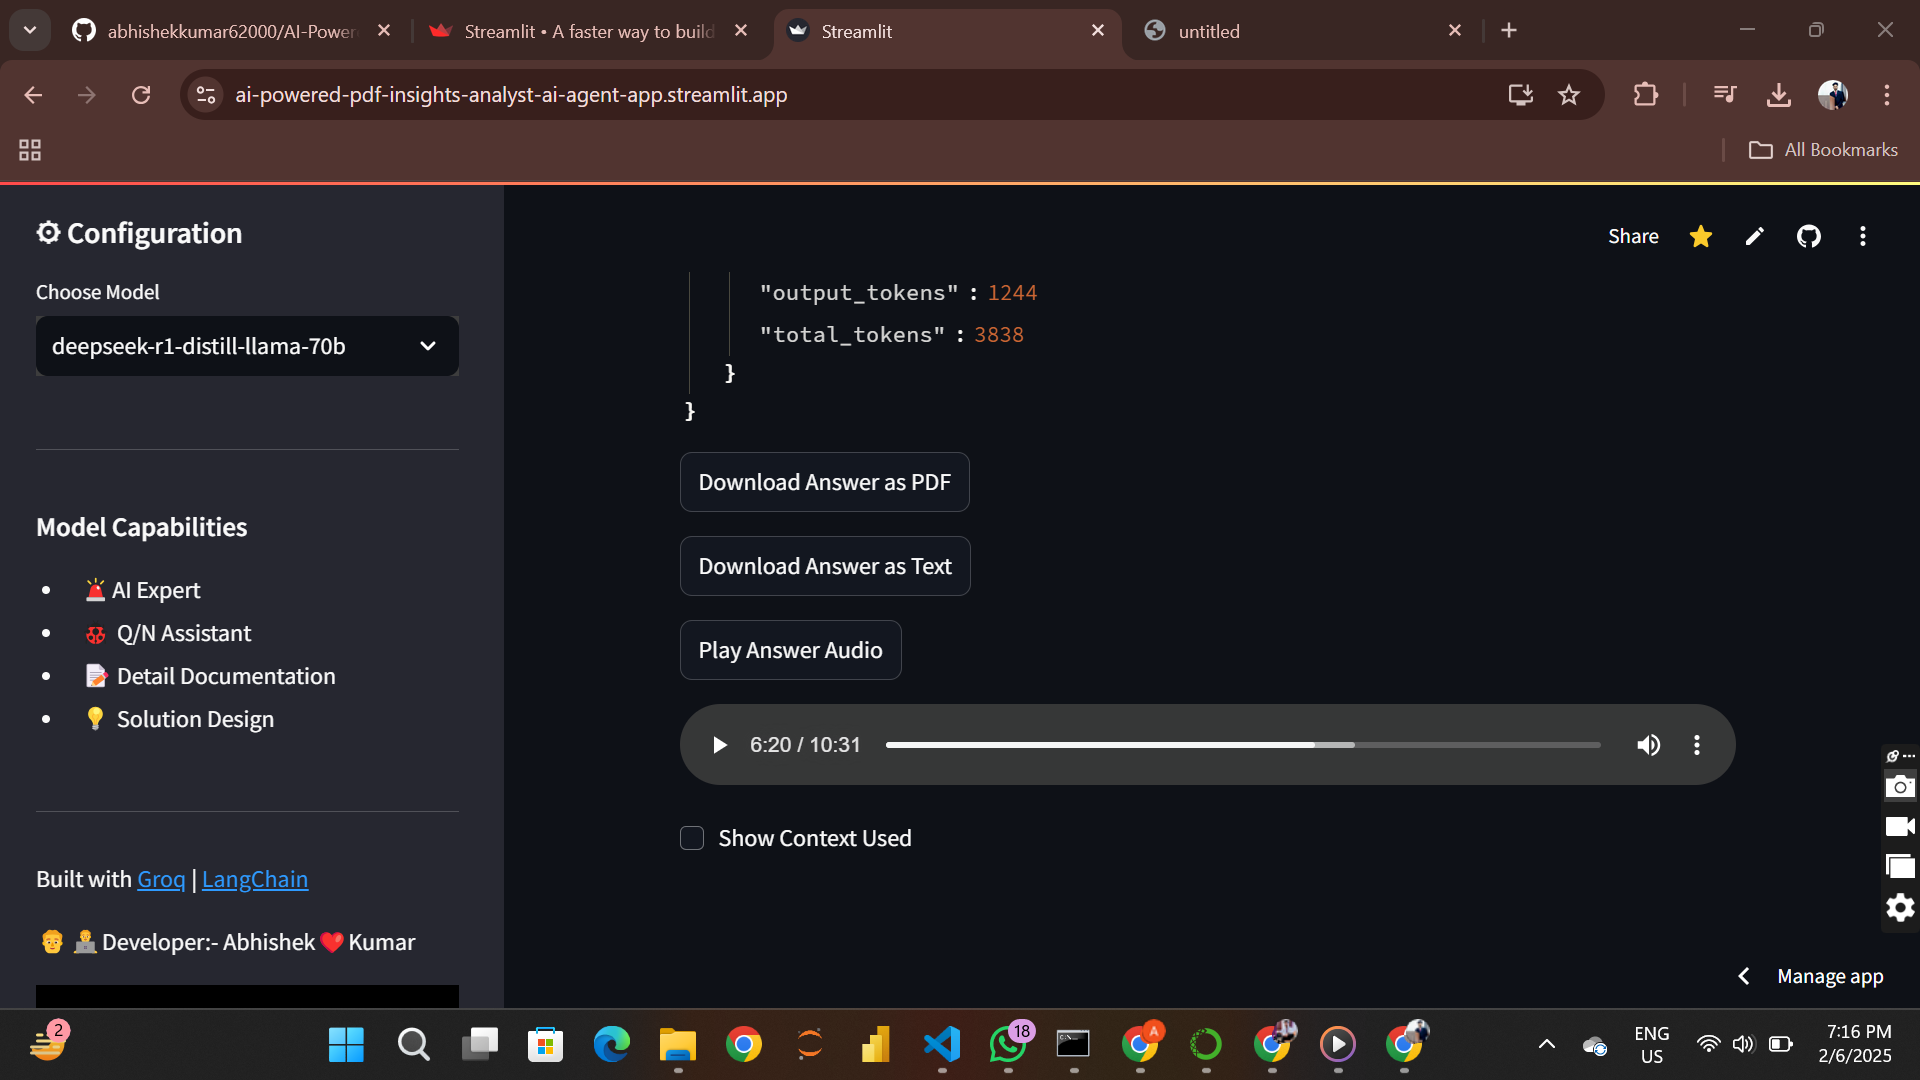 abhishekkumar62000/AI-Power
Streamlit • A faster way to build
Streamlit
untitled
ai-powered-pdf-insights-analyst-ai-agent-app.streamlit.app
All Bookmarks
Configuration
Choose Model
deepseek-r1-distill-llama-70b
Model Capabilities
AI Expert
Q/N Assistant
Detail Documentation
Solution Design
Built with Groq | LangChain
Developer:- Abhishek Kumar
Share
"output_tokens" : 1244
"total_tokens" : 3838
}
}
Download Answer as PDF
Download Answer as Text
Play Answer Audio
6:20 / 10:31
Show Context Used
Manage app
2
18
A
ENG
US
7:16 PM
2/6/2025